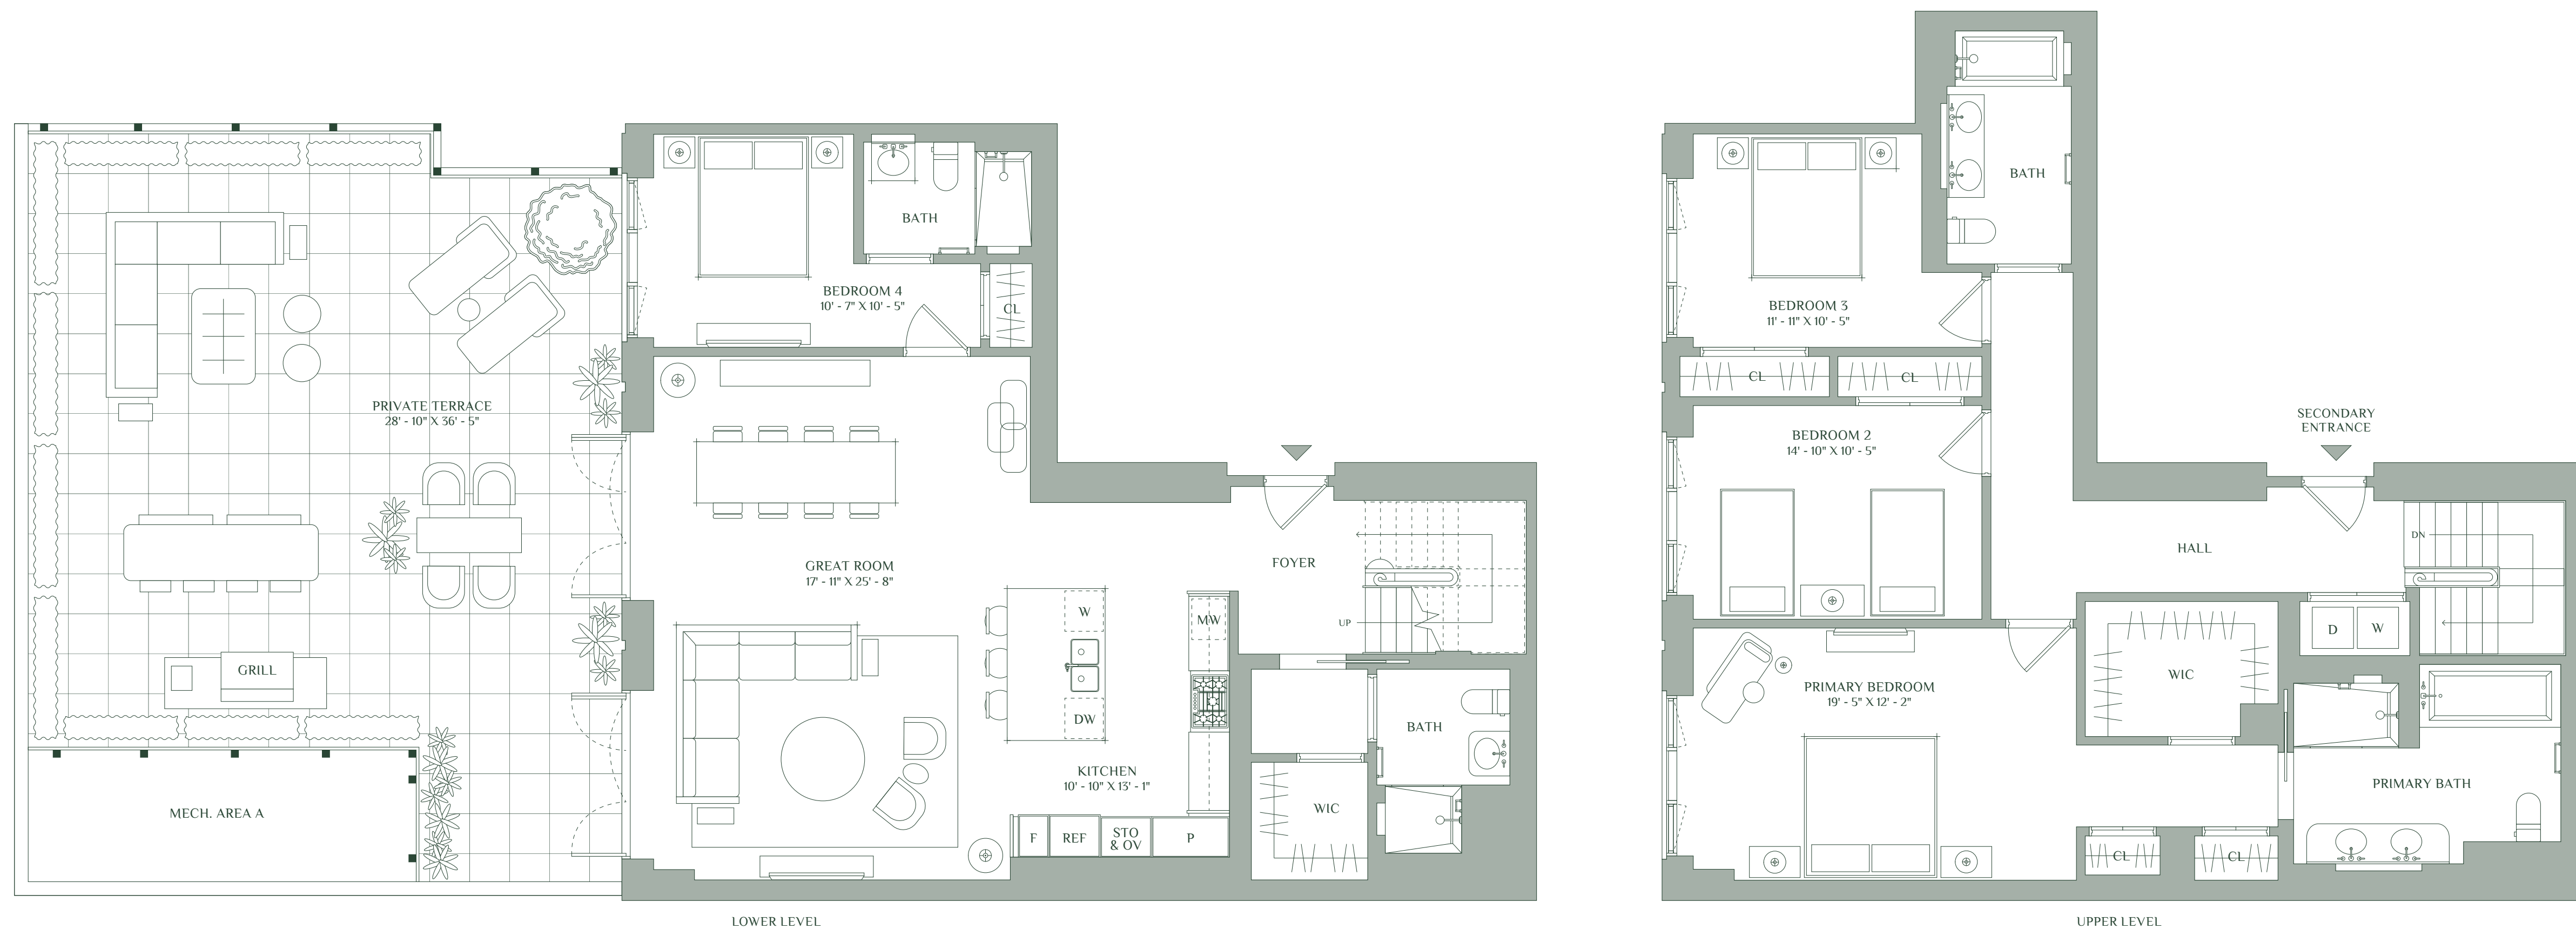 BATH
BEDROOM 4
10' - 7" X 10' - 5"
CL
PRIVATE TERRACE
28' - 10" X 36' - 5"
GREAT ROOM
17' - 11" X 25' - 8"
FOYER
UP
W
MW
DW
GRILL
KITCHEN
10' - 10" X 13' - 1"
BATH
WIC
MECH. AREA A
F
REF
STO
& OV
P
LOWER LEVEL
BATH
BEDROOM 3
11' - 11" X 10' - 5"
CL
CL
BEDROOM 2
14' - 10" X 10' - 5"
SECONDARY
ENTRANCE
DN
HALL
D
W
WIC
PRIMARY BEDROOM
19' - 5" X 12' - 2"
PRIMARY BATH
CL
CL
UPPER LEVEL